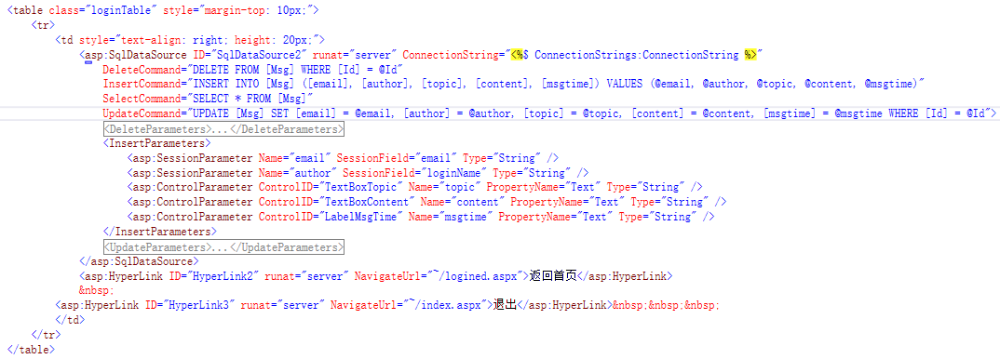 <table class="loginTable" style="margin-top: 10px;">
<tr>
<td style="text-align: right; height: 20px;">
<asp:SqlDataSource ID="SqlDataSource2" runat="server" ConnectionString="<%$ ConnectionStrings:ConnectionString %>"
DeleteCommand="DELETE FROM [Msg] WHERE [Id] = @Id"
InsertCommand="INSERT INTO [Msg] ([email], [author], [topic], [content], [msgtime]) VALUES (@email, @author, @topic, @content, @msgtime)"
SelectCommand="SELECT * FROM [Msg]"
UpdateCommand="UPDATE [Msg] SET [email] = @email, [author] = @author, [topic] = @topic, [content] = @content, [msgtime] = @msgtime WHERE [Id] = @Id">
<DeleteParameters>...</DeleteParameters>
<InsertParameters>
<asp:SessionParameter Name="email" SessionField="email" Type="String" />
<asp:SessionParameter Name="author" SessionField="loginName" Type="String" />
<asp:ControlParameter ControlID="TextBoxTopic" Name="topic" PropertyName="Text" Type="String" />
<asp:ControlParameter ControlID="TextBoxContent" Name="content" PropertyName="Text" Type="String" />
<asp:ControlParameter ControlID="LabelMsgTime" Name="msgtime" PropertyName="Text" Type="String" />
</InsertParameters>
<UpdateParameters>...</UpdateParameters>
</asp:SqlDataSource>
<asp:HyperLink ID="HyperLink2" runat="server" NavigateUrl="~/logined.aspx">返回首页</asp:HyperLink>
&nbsp;
<asp:HyperLink ID="HyperLink3" runat="server" NavigateUrl="~/index.aspx">退出</asp:HyperLink>&nbsp;&nbsp;&nbsp;
</td>
</tr>
</table>